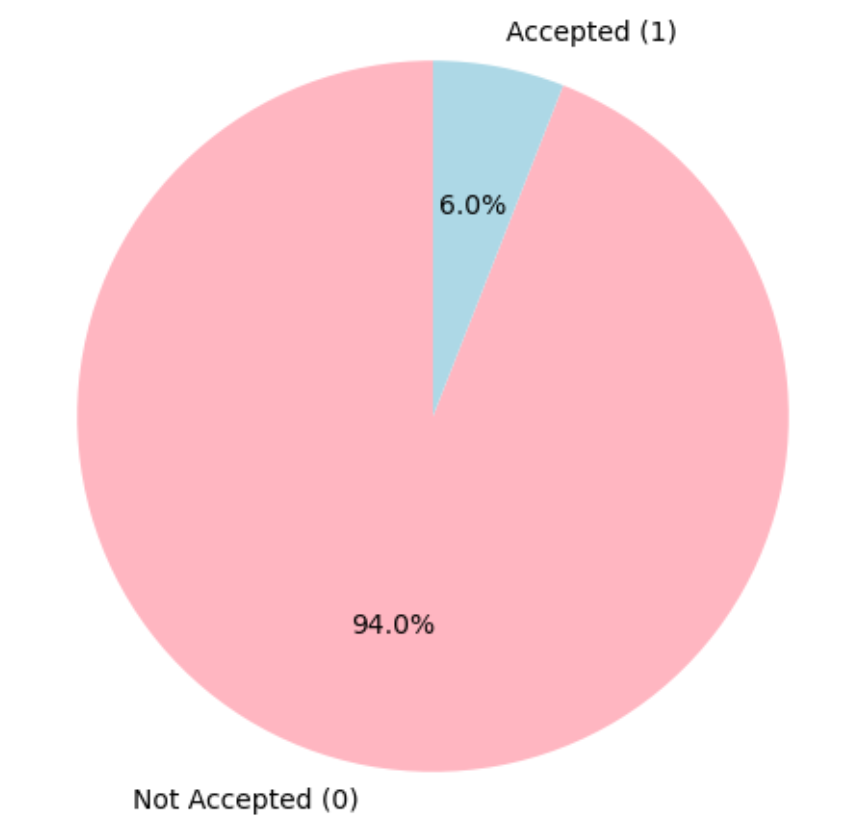 Accepted (1)
6.0%
94.0%
Not Accepted (0)